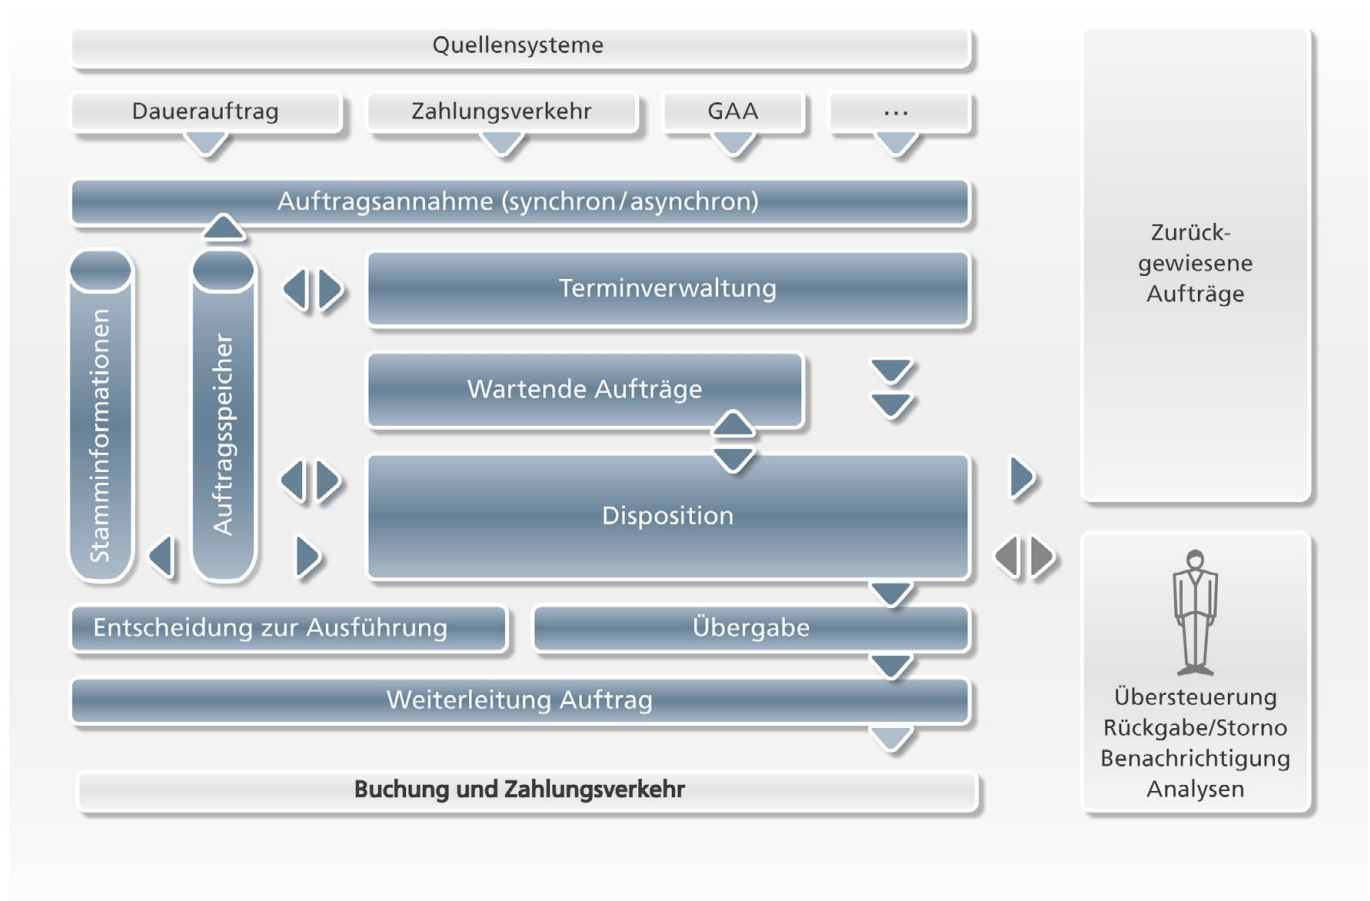 Quellensysteme
Dauerauftrag
Zahlungsverkehr
GAA
...
Auftragsannahme (synchron/asynchron)
Stamminformationen
Auftragsspeicher
Terminverwaltung
Wartende Aufträge
Disposition
Entscheidung zur Ausführung
Übergabe
Weiterleitung Auftrag
Buchung und Zahlungsverkehr
Zurück-
gewiesene
Aufträge
Übersteuerung
Rückgabe/Storno
Benachrichtigung
Analysen